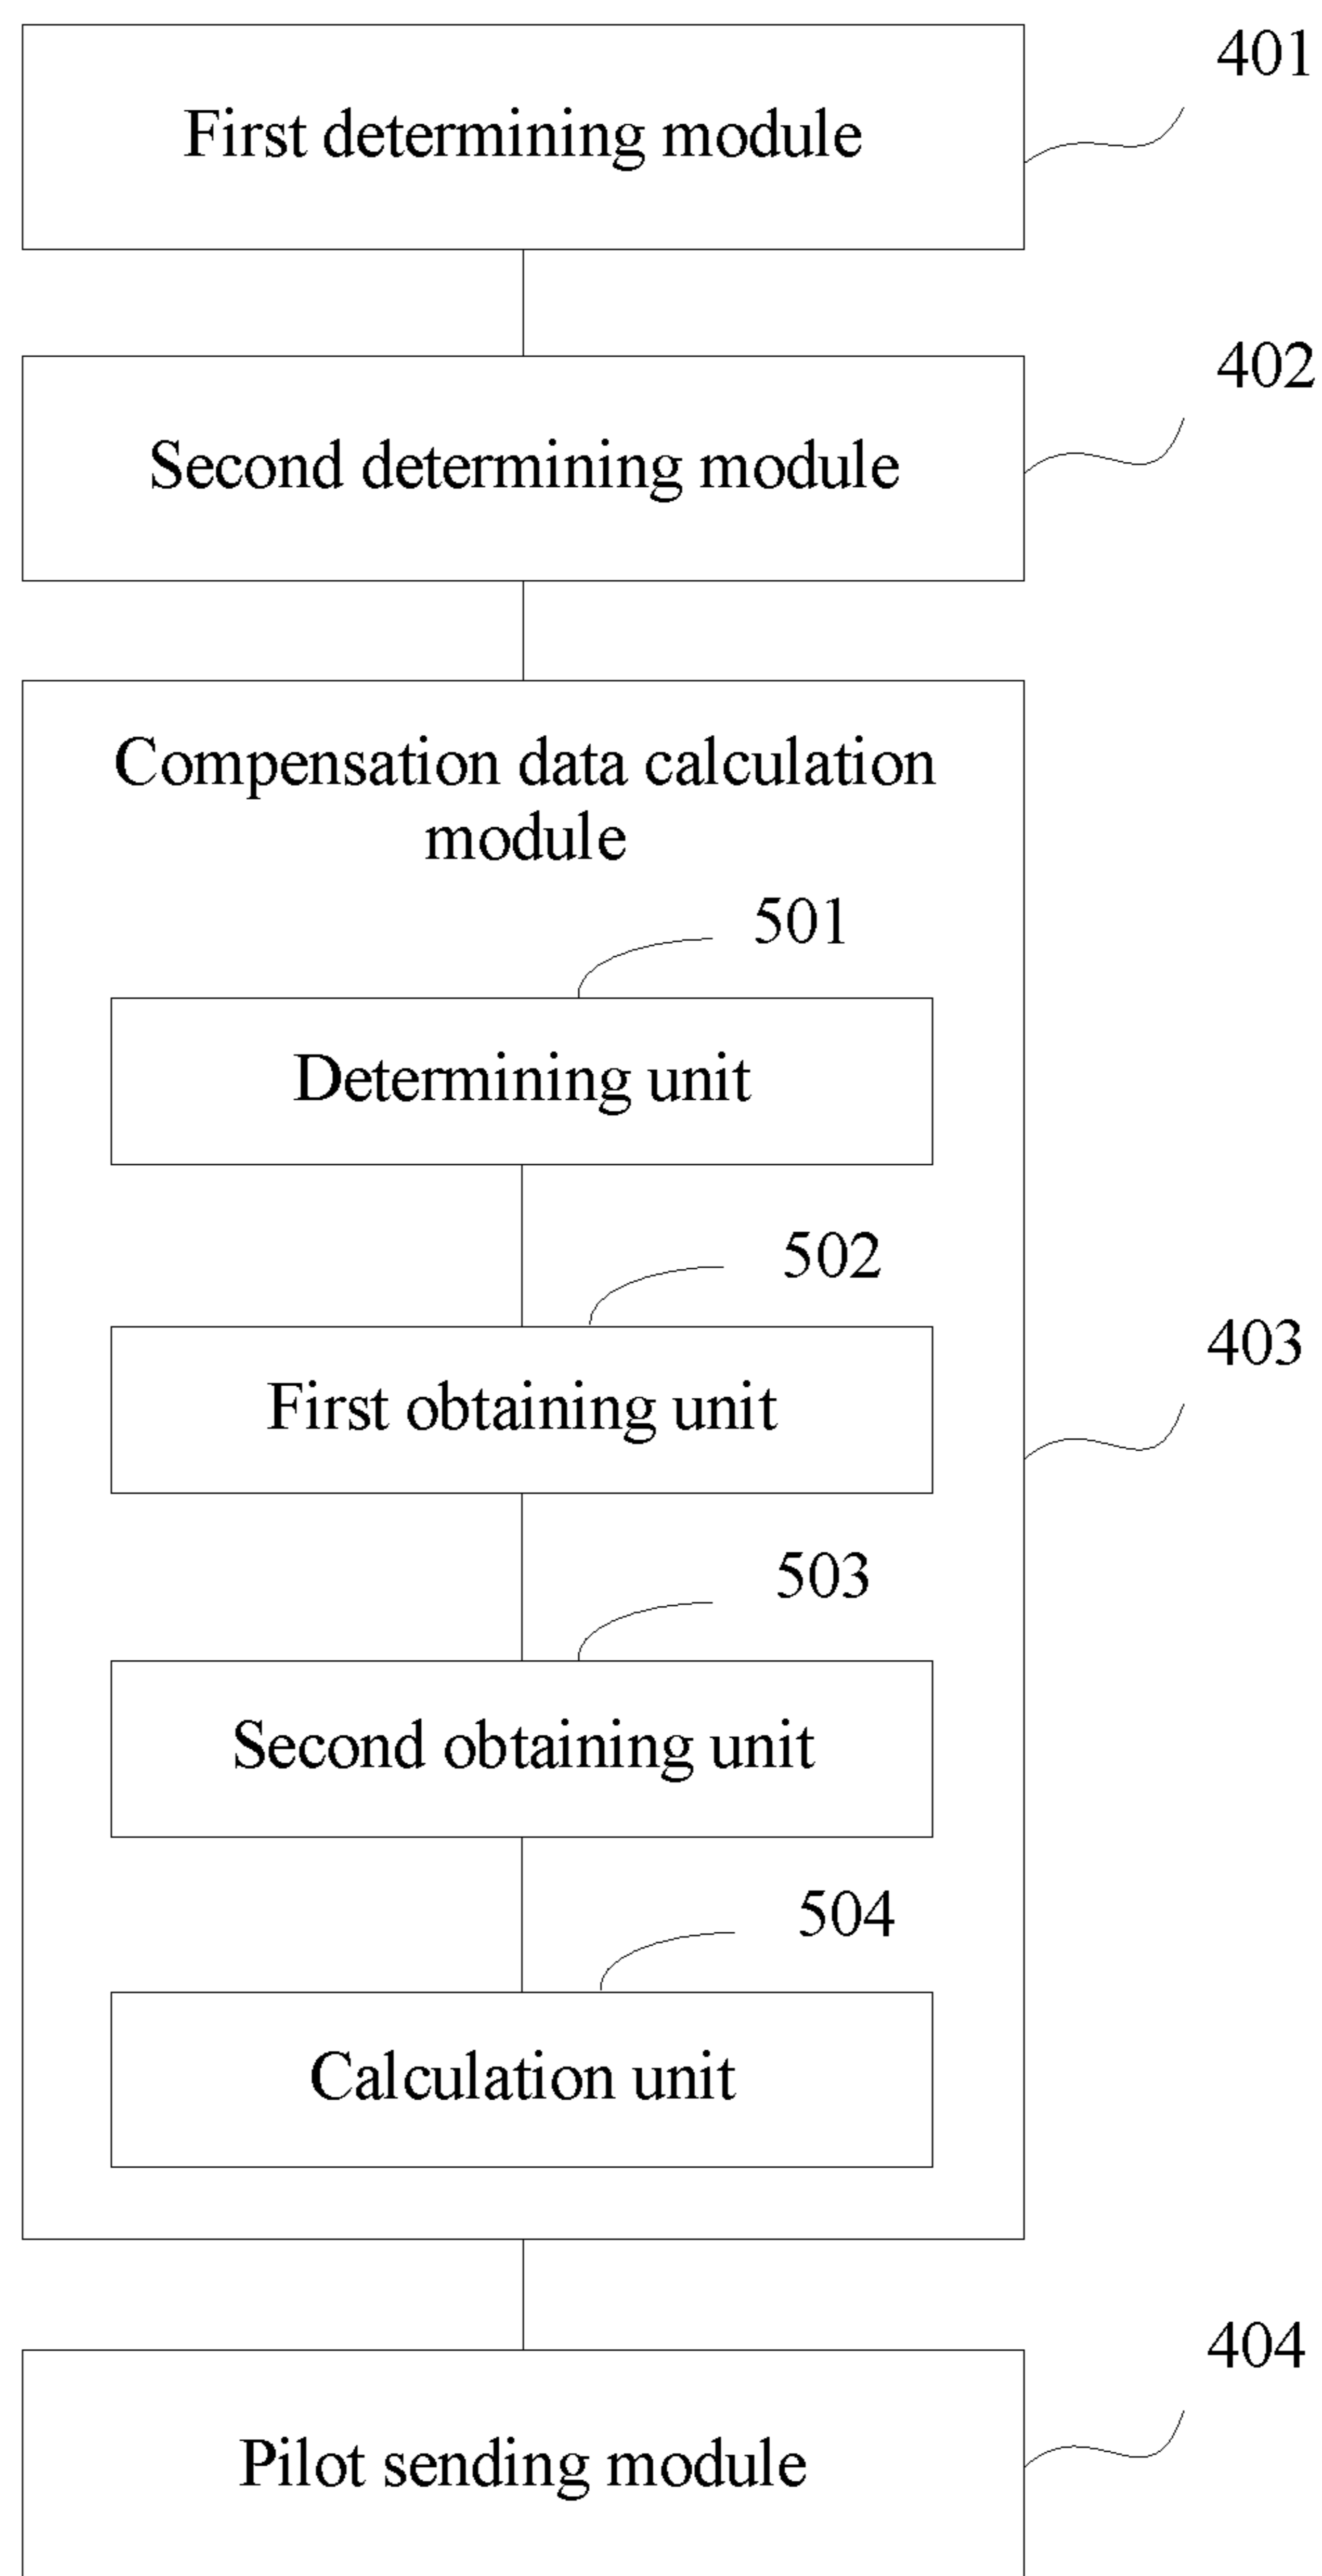 First determining module
401
Second determining module
402
Compensation data calculation
module
501
Determining unit
502
First obtaining unit
403
503
Second obtaining unit
504
Calculation unit
Pilot sending module
404